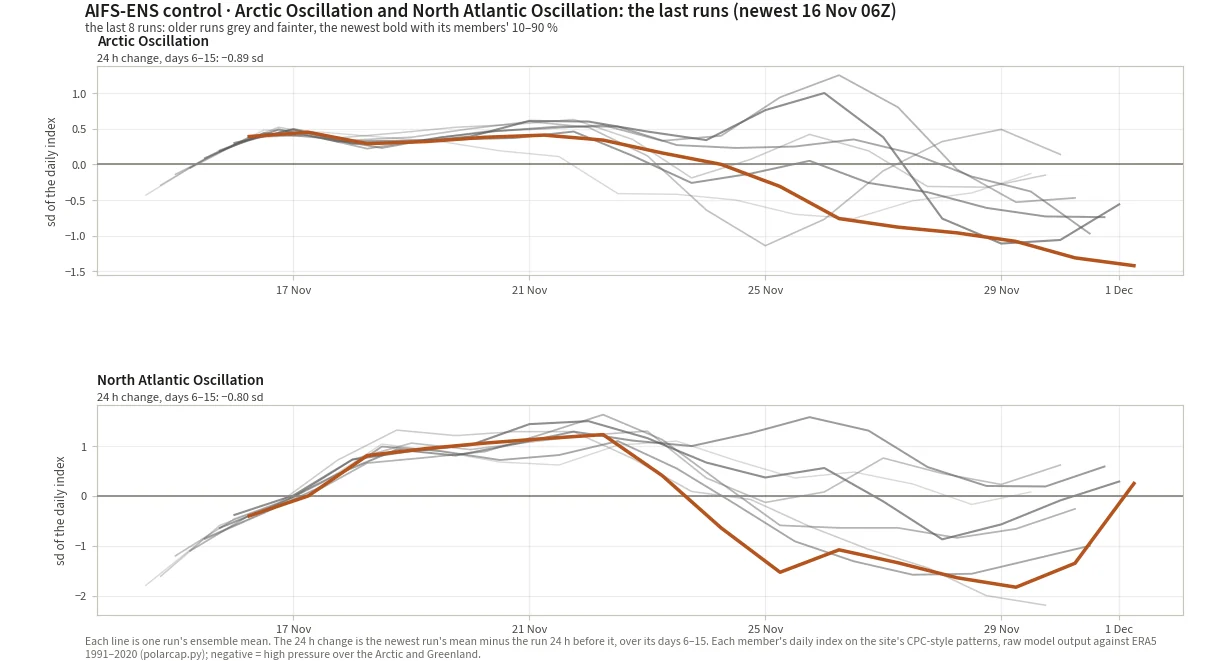 AIFS-ENS control · Arctic Oscillation and North Atlantic Oscillation: the last runs (newest 16 Nov 06Z)
the last 8 runs: older runs grey and fainter, the newest bold with its members' 10–90 %
Arctic Oscillation
24 h change, days 6–15: −0.89 sd
sd of the daily index
1.0
0.5
0.0
−0.5
−1.0
−1.5
17 Nov
21 Nov
25 Nov
29 Nov
1 Dec
North Atlantic Oscillation
24 h change, days 6–15: −0.80 sd
sd of the daily index
1
0
−1
−2
17 Nov
21 Nov
25 Nov
29 Nov
1 Dec
Each line is one run's ensemble mean. The 24 h change is the newest run's mean minus the run 24 h before it, over its days 6–15. Each member's daily index on the site's CPC-style patterns, raw model output against ERA5
1991–2020 (polarcap.py); negative = high pressure over the Arctic and Greenland.